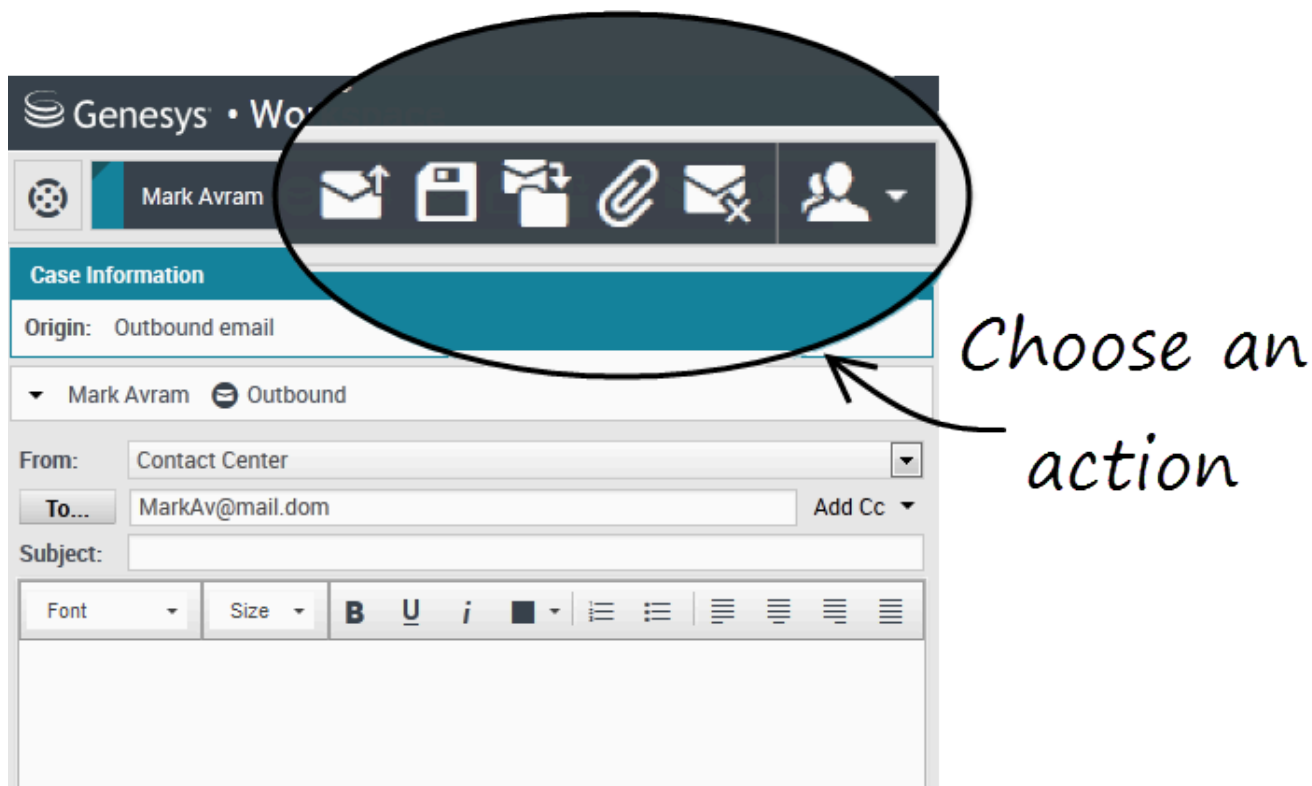 Genesys • Wo
Mark Avram
Case Information
Origin: Outbound email
Choose an
action
Mark Avram Outbound
From: Contact Center
To... MarkAv@mail.dom Add Cc
Subject:
Font Size B U i